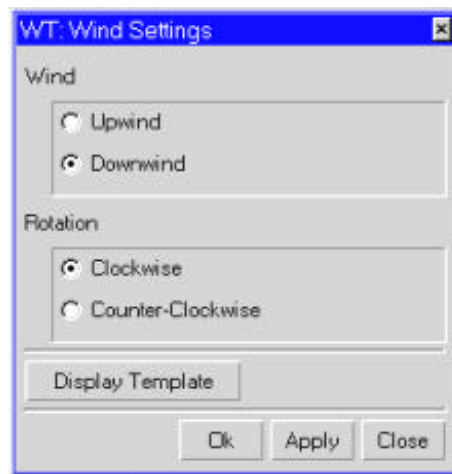 WT: Wind Settings
Wind
Upwind
Downwind
Rotation
Clockwise
Counter-Clockwise
Display Template
Ok Apply Close